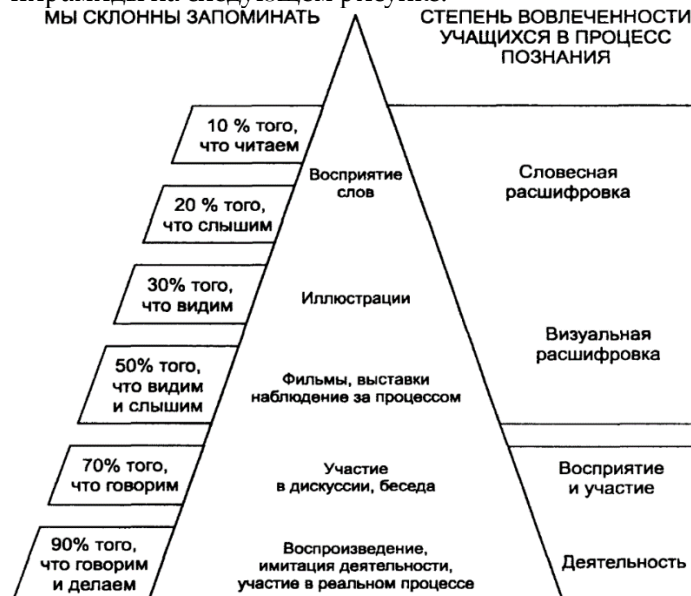 МЫ СКЛОННЫ ЗАПОМИНАТЬ
СТЕПЕНЬ ВОВЛЕЧЕННОСТИ
УЧАЩИХСЯ В ПРОЦЕСС
ПОЗНАНИЯ
10 % того,
что читаем
Восприятие
слов
Словесная
расшифровка
20 % того,
что слышим
30% того,
что видим
Иллюстрации
Визуальная
расшифровка
50% того,
что видим
и слышим
Фильмы, выставки
наблюдение за процессом
70% того,
что говорим
Участие
в дискуссии, беседа
Восприятие
и участие
90% того,
что говорим
и делаем
Воспроизведение,
имитация деятельности,
участие в реальном процессе
Деятельность